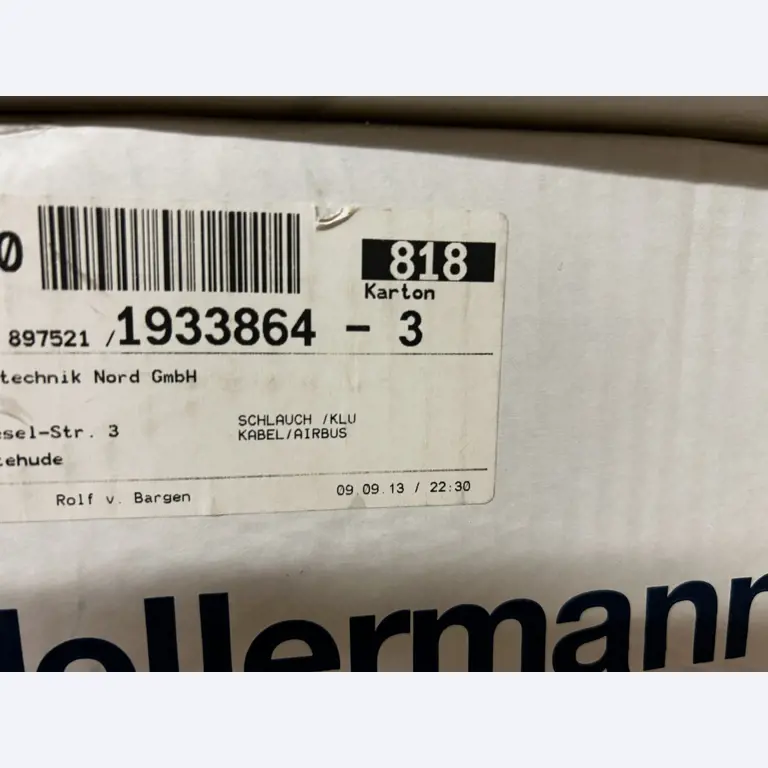 0
818
Karton
897521 /1933864 - 3
technik Nord GmbH
esel-Str. 3
SCHLAUCH /KLU
KABEL/AIRBUS
tehude
Rolf v. Bargen
09.09.13 / 22:30
Hellermann